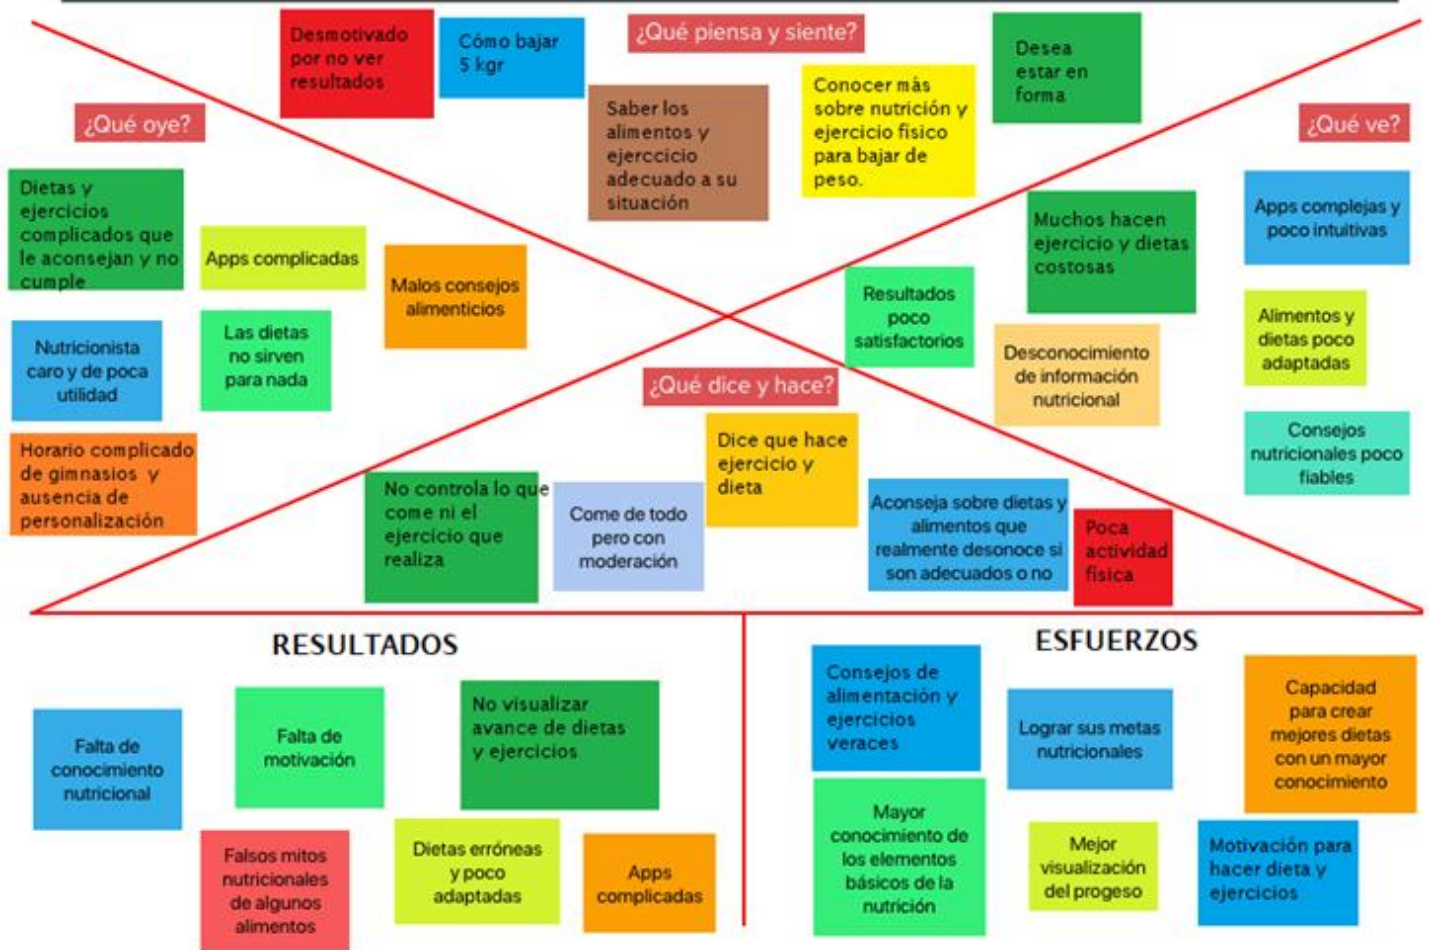 ¿Qué piensa y siente?
Desmotivado
por no ver
resultados
Cómo bajar
5 kgr
Saber los
alimentos y
ejerccicio
adecuado a su
situación
Conocer más
sobre nutrición y
ejercicio físico
para bajar de
peso.
Desea
estar en
forma
¿Qué oye?
Dietas y
ejercicios
complicados que
le aconsejan y no
cumple
Apps complicadas
Malos consejos
alimenticios
Nutricionista
caro y de poca
utilidad
Las dietas
no sirven
para nada
Horario complicado
de gimnasios y
ausencia de
personalización
¿Qué ve?
Muchos hacen
ejercicio y dietas
costosas
Apps complejas y
poco intuitivas
Resultados
poco
satisfactorios
Desconocimiento
de información
nutricional
Alimentos y
dietas poco
adaptadas
Consejos
nutricionales poco
fiables
¿Qué dice y hace?
No controla lo que
come ni el
ejercicio que
realiza
Come de todo
pero con
moderación
Dice que hace
ejercicio y
dieta
Aconseja sobre dietas y
alimentos que
realmente desonoce si
son adecuados o no
Poca
actividad
física
RESULTADOS
Falta de
conocimiento
nutricional
Falta de
motivación
No visualizar
avance de dietas
y ejercicios
Falsos mitos
nutricionales
de algunos
alimentos
Dietas erróneas
y poco
adaptadas
Apps
complicadas
ESFUERZOS
Consejos de
alimentación y
ejercicios
veraces
Lograr sus metas
nutricionales
Capacidad
para crear
mejores dietas
con un mayor
conocimiento
Mayor
conocimiento de
los elementos
básicos de la
nutrición
Mejor
visualización
del progeso
Motivación para
hacer dieta y
ejercicios